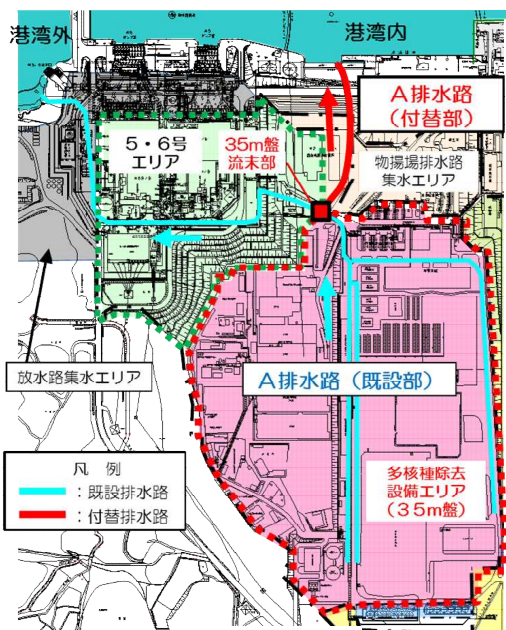 港湾外
港湾内
A排水路
(付替部)
5・6号
エリア
35m盤
流末部
物揚場排水路
集水エリア
放水路集水エリア
A排水路(既設部)
凡 例
:既設排水路
:付替排水路
多核種除去
設備エリア
(35m盤)